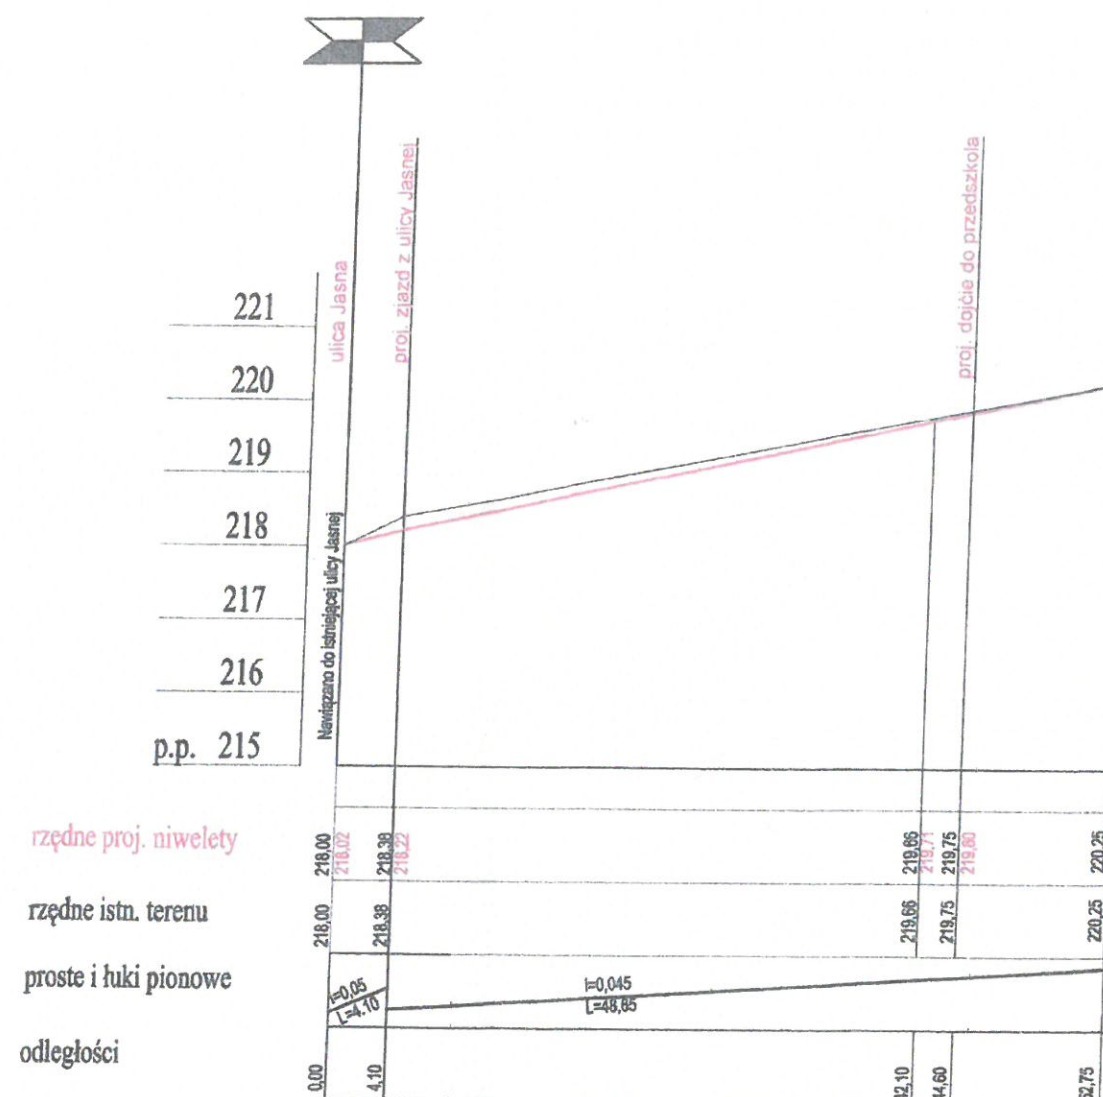 ulica Jasna
proj. zjazd z ulicy Jasnej
proj. dojćie do przedszkola
221
220
219
218
217
216
p.p. 215
Nawiązano do istniejącej ulicy Jasnej
rzędne proj. niwelety
218,00
218,02
218,38
218,22
219,66
219,71
219,75
219,80
220,25
rzędne istn. terenu
218,00
218,38
219,66
219,75
220,25
proste i łuki pionowe
i=0,05
L=4.10
i=0,045
L=48,65
odległości
0,00
4,10